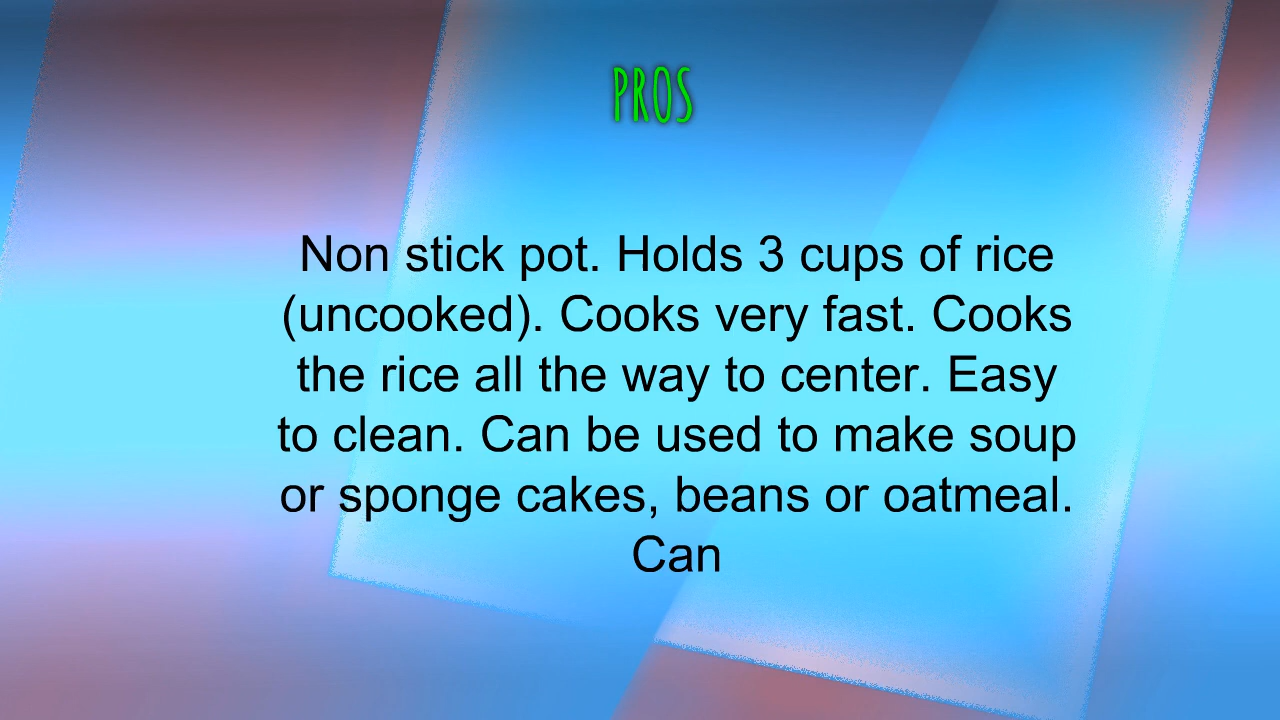 PROS
Non stick pot. Holds 3 cups of rice
(uncooked). Cooks very fast. Cooks
the rice all the way to center. Easy
to clean. Can be used to make soup
or sponge cakes, beans or oatmeal.
Can